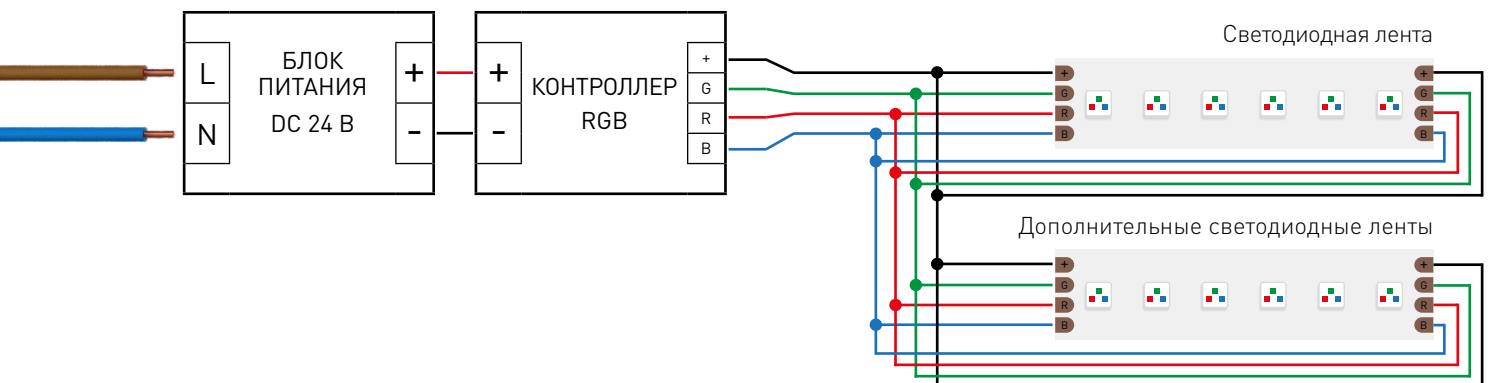 L
N
БЛОК
ПИТАНИЯ
DC 24 В
+
-
+
-
КОНТРОЛЛЕР
RGB
+
G
R
B
Светодиодная лента
+
G
R
B
+
G
R
B
Дополнительные светодиодные ленты
+
G
R
B
+
G
R
B